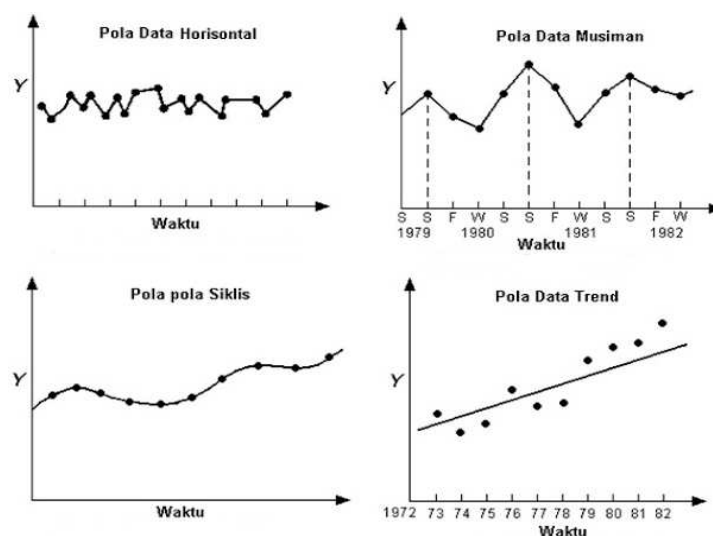 Pola Data Horisontal
Y
Waktu
Pola Data Musiman
Y
S S F W S S F W S S F W
1979 1980 1981 1982
Waktu
Pola pola Siklis
Y
Waktu
Pola Data Trend
Y
1972 73 74 75 76 77 78 79 80 81 82
Waktu